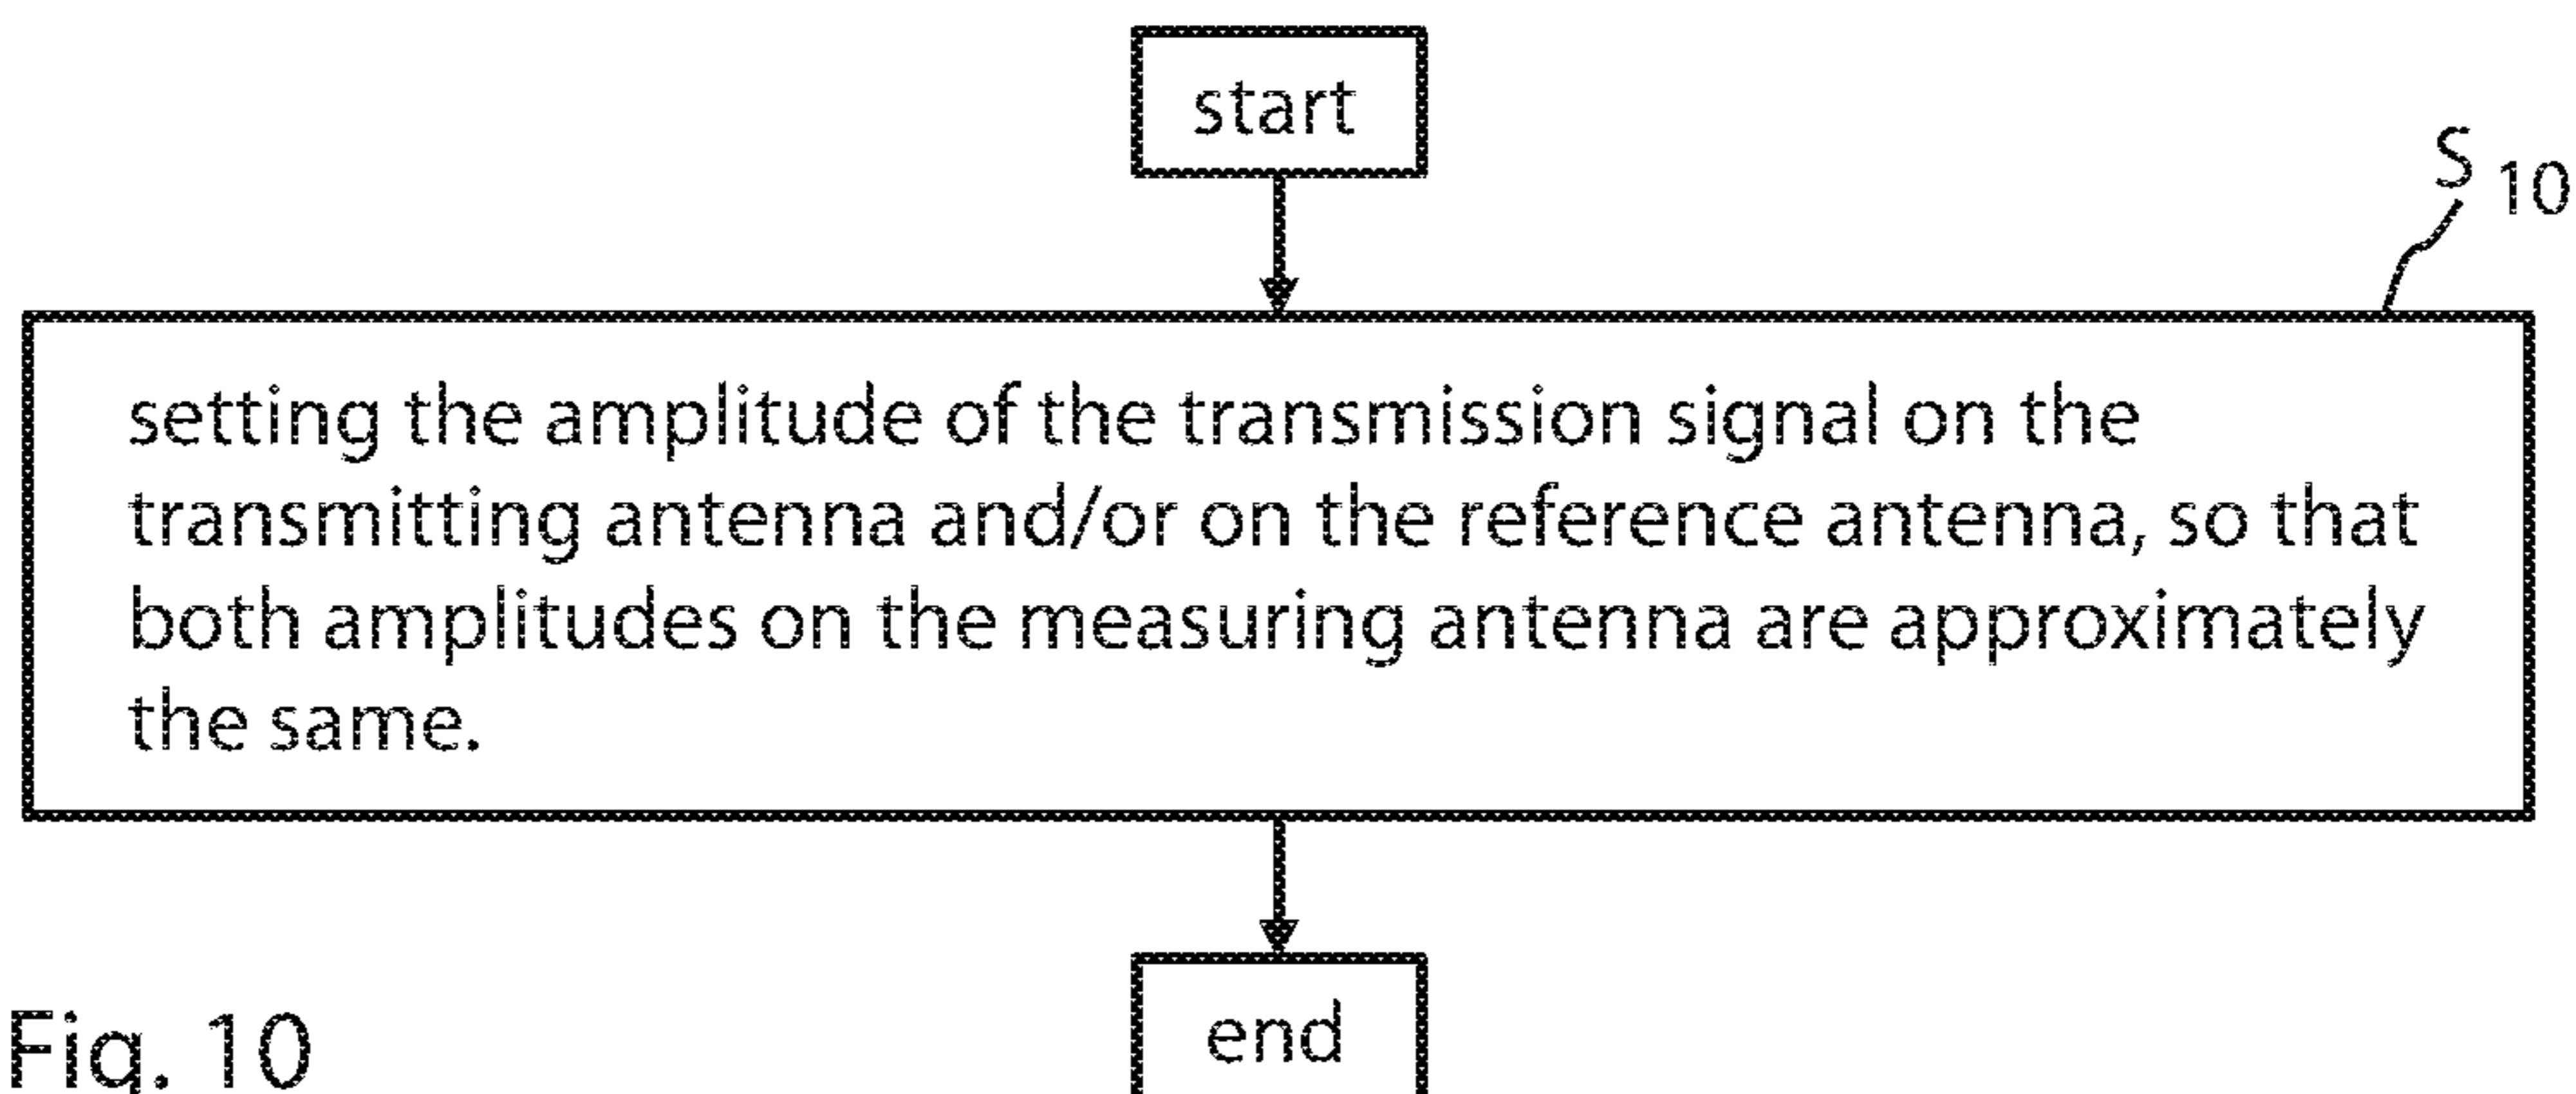 start
S 10
setting the amplitude of the transmission signal on the
transmitting antenna and/or on the reference antenna, so that
both amplitudes on the measuring antenna are approximately
the same.
end
Fig. 10